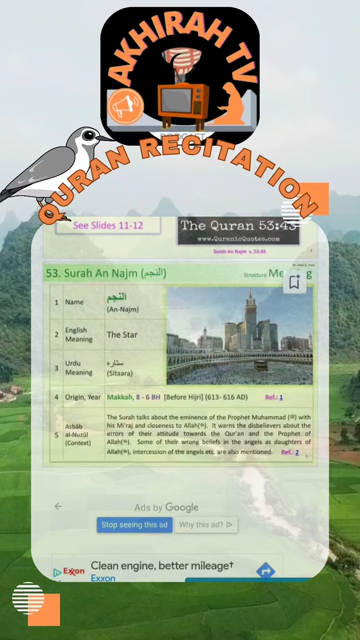 AKHIRAH TV
QURAN RECITATION
See Slides 11-12
The Quran 53:43
www.QuranicQuotes.com
Surah An Najm v. 53:43
53. Surah An Najm (النجم)
Structure
1 Name النجم (An-Najm)
2 English Meaning The Star
3 Urdu Meaning ستارہ (Sitaara)
4 Origin, Year Makkah, 8 - 6 BH [Before Hijri] (613- 616 AD) Ref.: 1
5 Asbāb al-Nuzūl (Context)
The Surah talks about the eminence of the Prophet Muhammad (ﷺ) with
his Mi'raj and closeness to Allah(ﷻ). It warns the disbelievers about the
errors of their attitude towards the Qur'an and the Prophet of
Allah(ﷻ). Some of their wrong beliefs in the angels as daughters of
Allah(ﷻ), intercession of the angels etc. are also mentioned. Ref.: 2
Ads by Google
Stop seeing this ad
Why this ad?
Exxon
Clean engine, better mileage†
Exxon